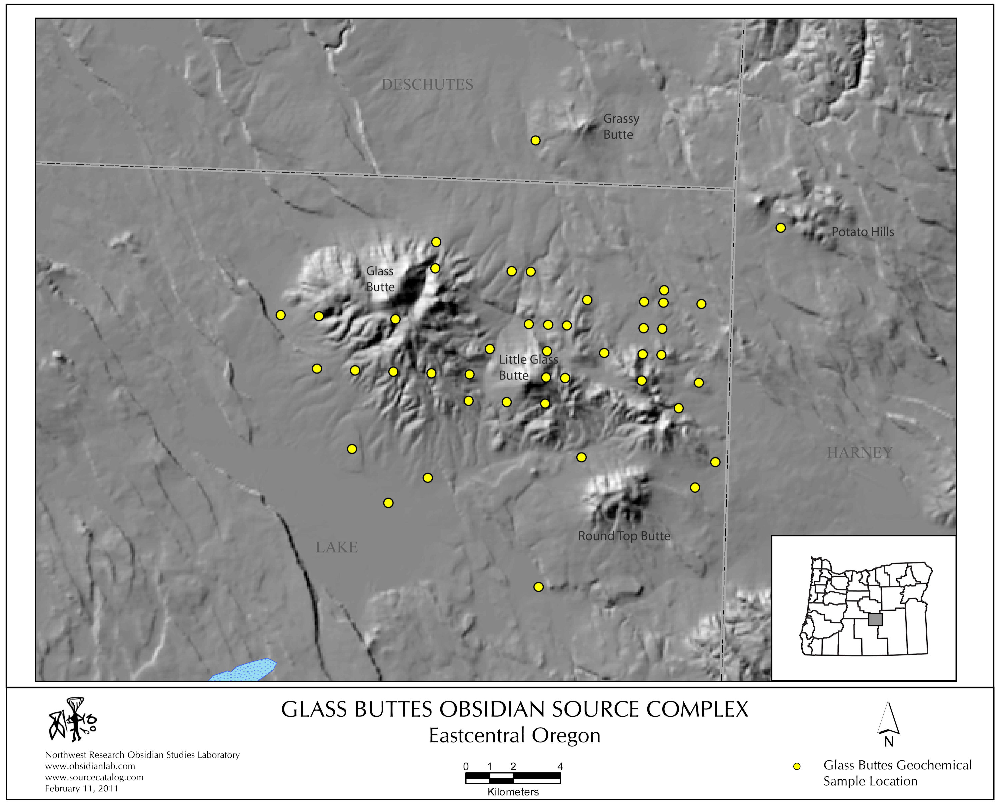 DESCHUTES
Grassy
Butte
Potato Hills
Glass
Butte
Little Glass
Butte
HARNEY
Round Top Butte
LAKE
GLASS BUTTES OBSIDIAN SOURCE COMPLEX
Eastcentral Oregon
Northwest Research Obsidian Studies Laboratory
www.obsidianlab.com
www.sourcecatalog.com
February 11, 2011
0 1 2 4
Kilometers
N
Glass Buttes Geochemical
Sample Location